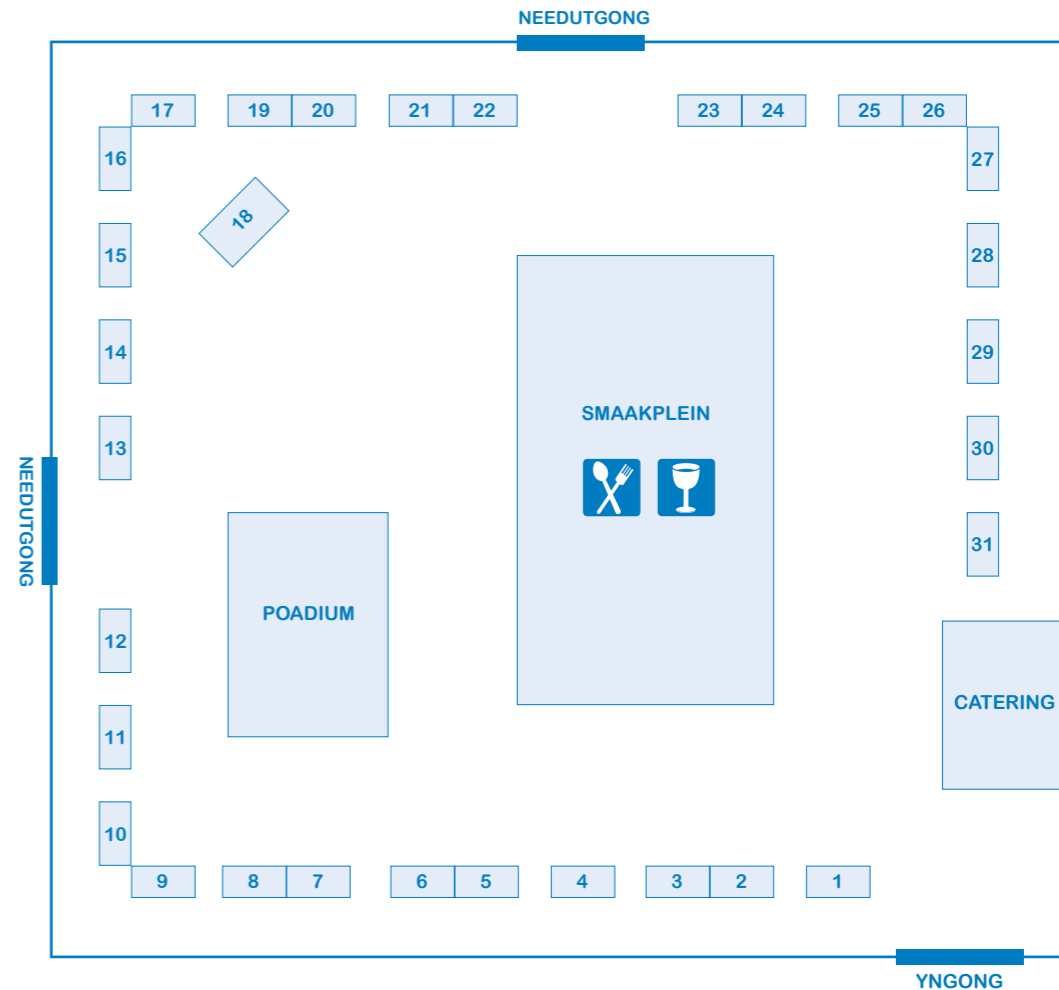 NEEDUTGONG
17 19 20 21 22 23 24 25 26
16 27
18
15 28
14 29
SMAAKPLEIN
13 30
NEEDUTGONG
31
POADIUM
12
CATERING
11
10
9 8 7 6 5 4 3 2 1
YNGONG